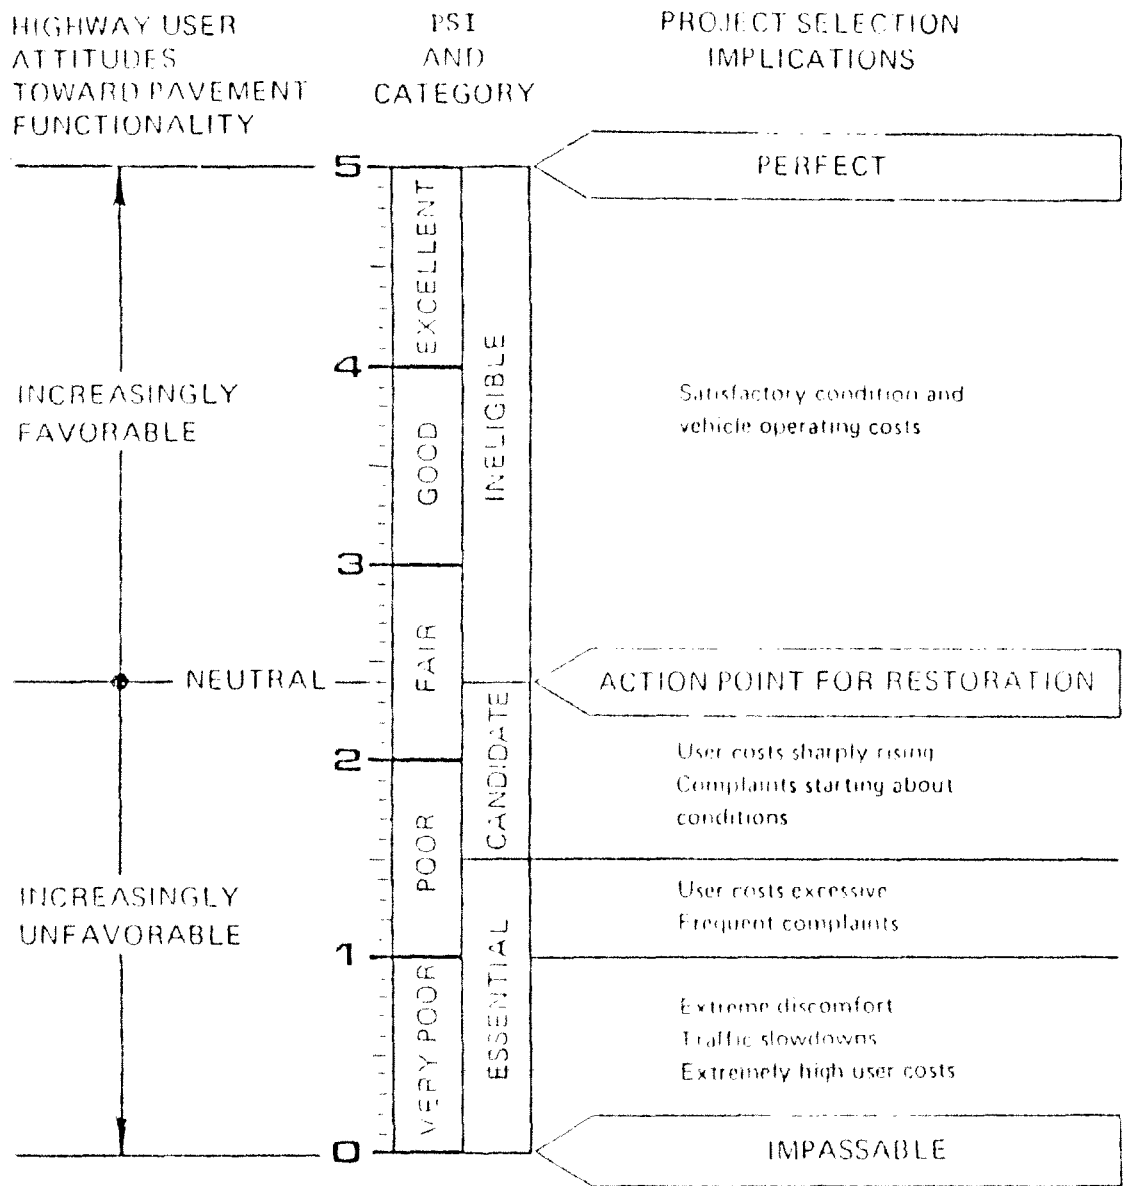 HIGHWAY USER
ATTITUDES
TOWARD PAVEMENT
FUNCTIONALITY
PSI
AND
CATEGORY
PROJECT SELECTION
IMPLICATIONS
5
PERFECT
EXCELLENT
INELIGIBLE
4
INCREASINGLY
FAVORABLE
GOOD
Satisfactory condition and
vehicle operating costs
3
FAIR
NEUTRAL
ACTION POINT FOR RESTORATION
2
CANDIDATE
User costs sharply rising
Complaints starting about
conditions
POOR
INCREASINGLY
UNFAVORABLE
User costs excessive
Frequent complaints
1
ESSENTIAL
VERY POOR
Extreme discomfort
Traffic slowdowns
Extremely high user costs
0
IMPASSABLE